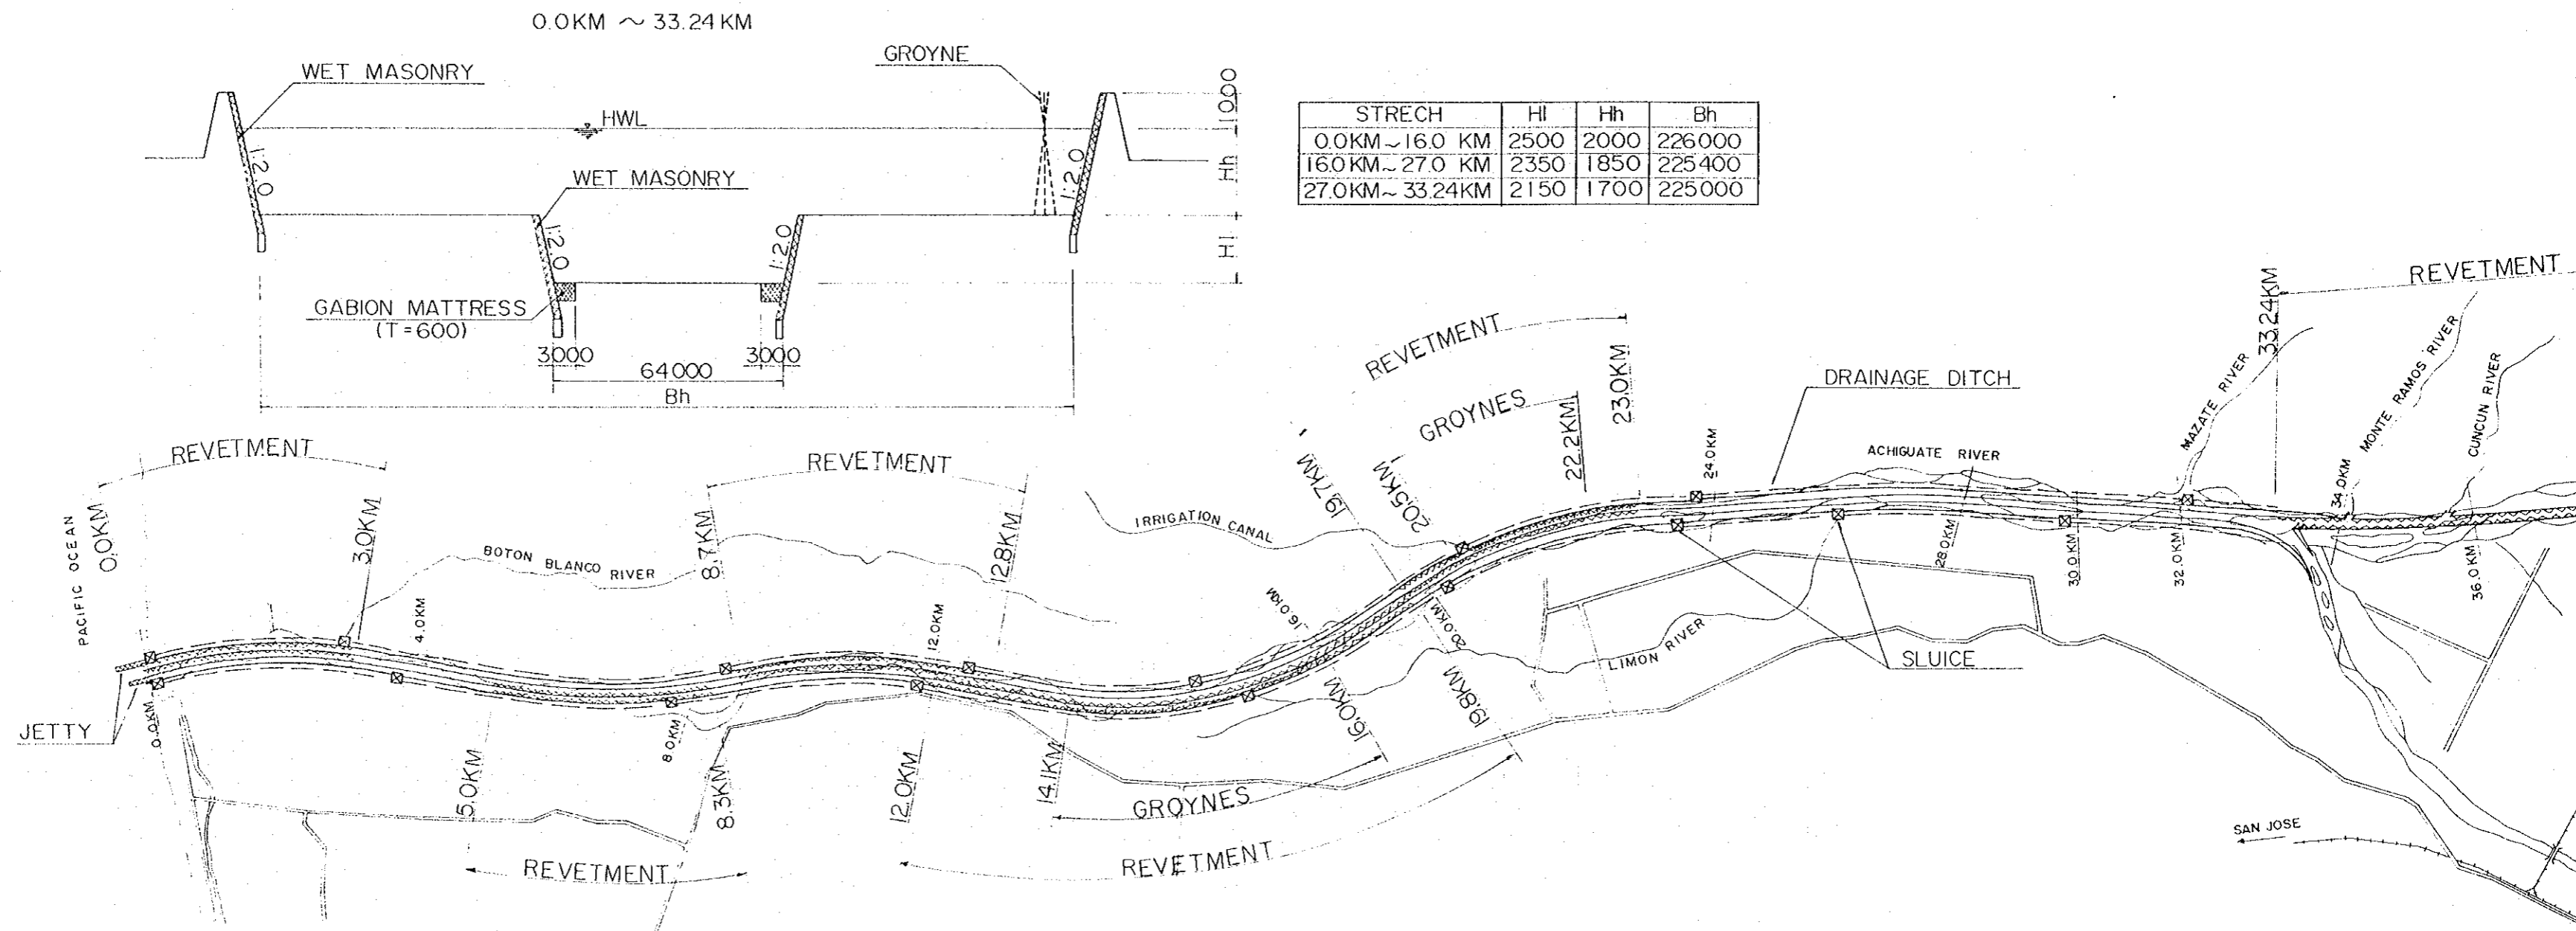 0.0KM ~ 33.24KM
WET MASONRY
GROYNE
HWL
1000
1:2.0
1:2.0
Hh
WET MASONRY
1:2.0
1:2.0
Hl
GABION MATTRESS
(T=600)
3000
3000
64000
Bh
STRECH Hl Hh Bh
0.0KM~16.0 KM 2500 2000 226000
16.0KM~27.0 KM 2350 1850 225400
27.0KM~33.24KM 2150 1700 225000
REVETMENT
33.24KM
REVETMENT
23.0KM
GROYNES
22.2KM
20.5KM
19.7KM
DRAINAGE DITCH
24.0KM
ACHIGUATE RIVER
MAZATE RIVER
MONTE RAMOS RIVER
CUNCUN RIVER
34.0KM
REVETMENT
0.0KM
3.0KM
PACIFIC OCEAN
REVETMENT
8.7KM
12.8KM
IRRIGATION CANAL
BOTON BLANCO RIVER
28.0KM
30.0KM
32.0KM
36.0KM
4.0KM
12.0KM
16.0KM
20.0KM
LIMON RIVER
SLUICE
JETTY
0.0KM
8.0KM
5.0KM
8.3KM
12.0KM
14.1KM
16.0KM
19.8KM
GROYNES
REVETMENT
REVETMENT
SAN JOSE